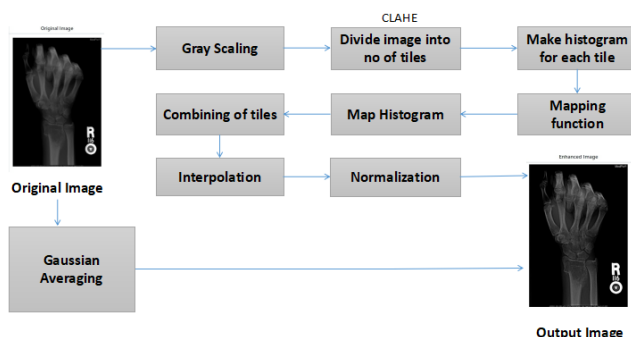 CLAHE
Original Image
Gray Scaling
Divide image into
no of tiles
Make histogram
for each tile
Combining of tiles
Map Histogram
Mapping
function
R
Original Image
Interpolation
Normalization
Enhanced Image
Gaussian
Averaging
R
Output Image